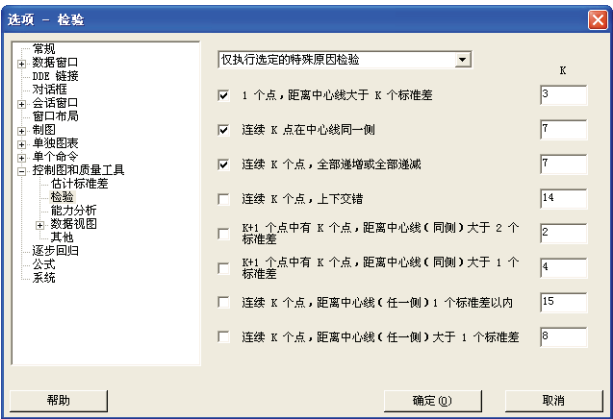 选项 - 检验
常规
数据窗口
DDE 链接
对话框
会话窗口
窗口布局
制图
单独图表
单个命令
控制图和质量工具
估计标准差
检验
能力分析
数据视图
其他
逐步回归
公式
系统
仅执行选定的特殊原因检验
K
1 个点，距离中心线大于 K 个标准差
3
连续 K 点在中心线同一侧
7
连续 K 个点，全部递增或全部递减
7
连续 K 个点，上下交错
14
K+1 个点中有 K 个点，距离中心线(同侧)大于 2 个
标准差
2
K+1 个点中有 K 个点，距离中心线(同侧)大于 1 个
标准差
4
连续 K 个点，距离中心线(任一侧)1 个标准差以内
15
连续 K 个点，距离中心线(任一侧)大于 1 个标准差
8
帮助
确定(O)
取消